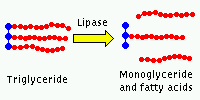 Lipase
Triglyceride
Monoglyceride
and fatty acids